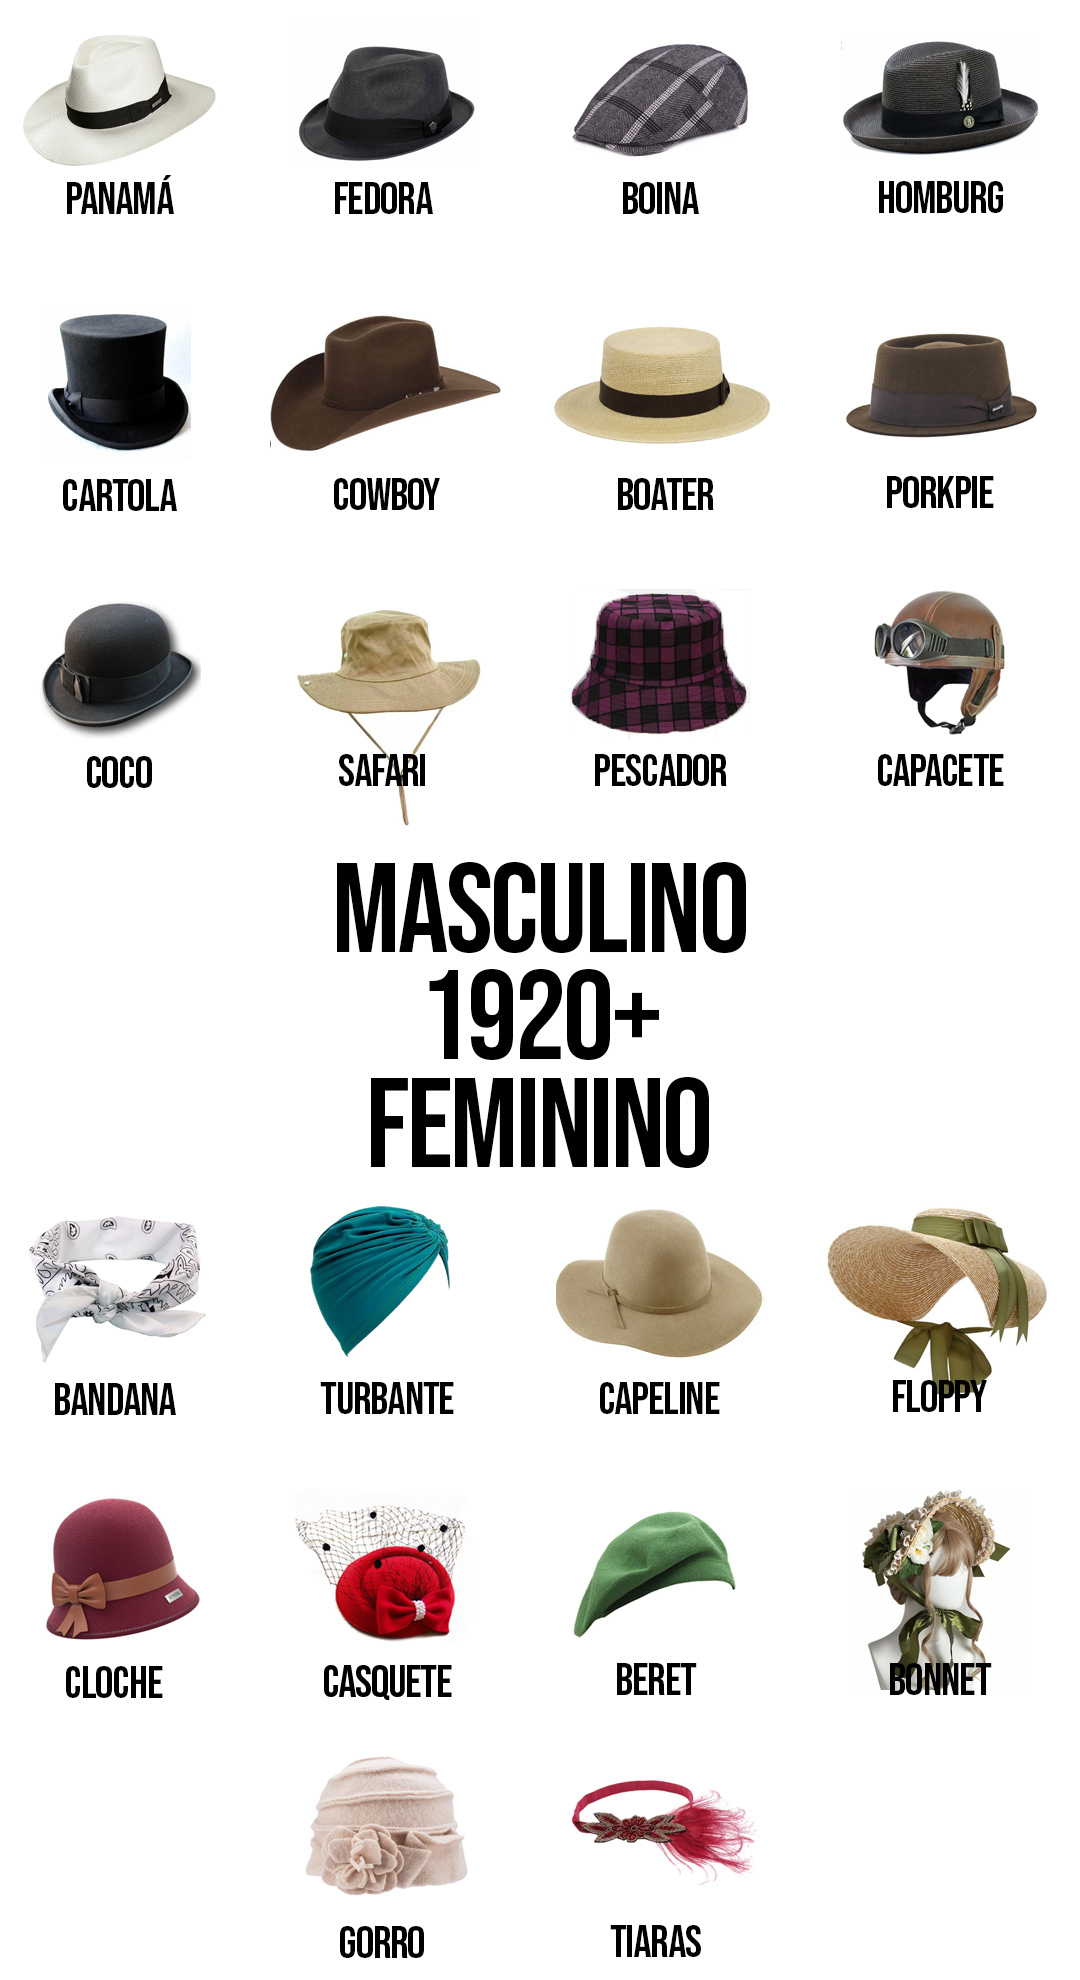 PANAMÁ
FEDORA
BOINA
HOMBURG
CARTOLA
COWBOY
BOATER
PORKPIE
COCO
SAFARI
PESCADOR
CAPACETE
MASCULINO
1920+
FEMININO
BANDANA
TURBANTE
CAPELINE
FLOPPY
CLOCHE
CASQUETE
BERET
BONNET
GORRO
TIARAS